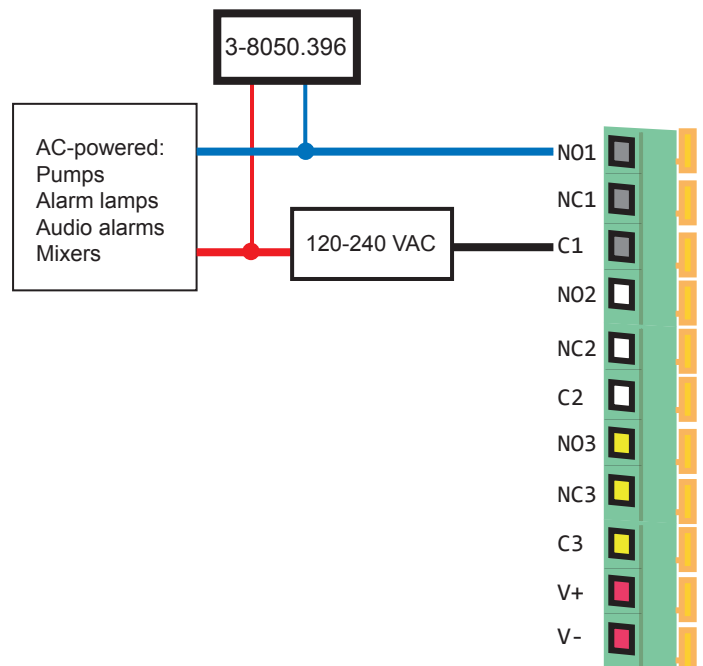 3-8050.396
AC-powered:
Pumps
Alarm lamps
Audio alarms
Mixers
120-240 VAC
NO1
NC1
C1
NO2
NC2
C2
NO3
NC3
C3
V+
V-